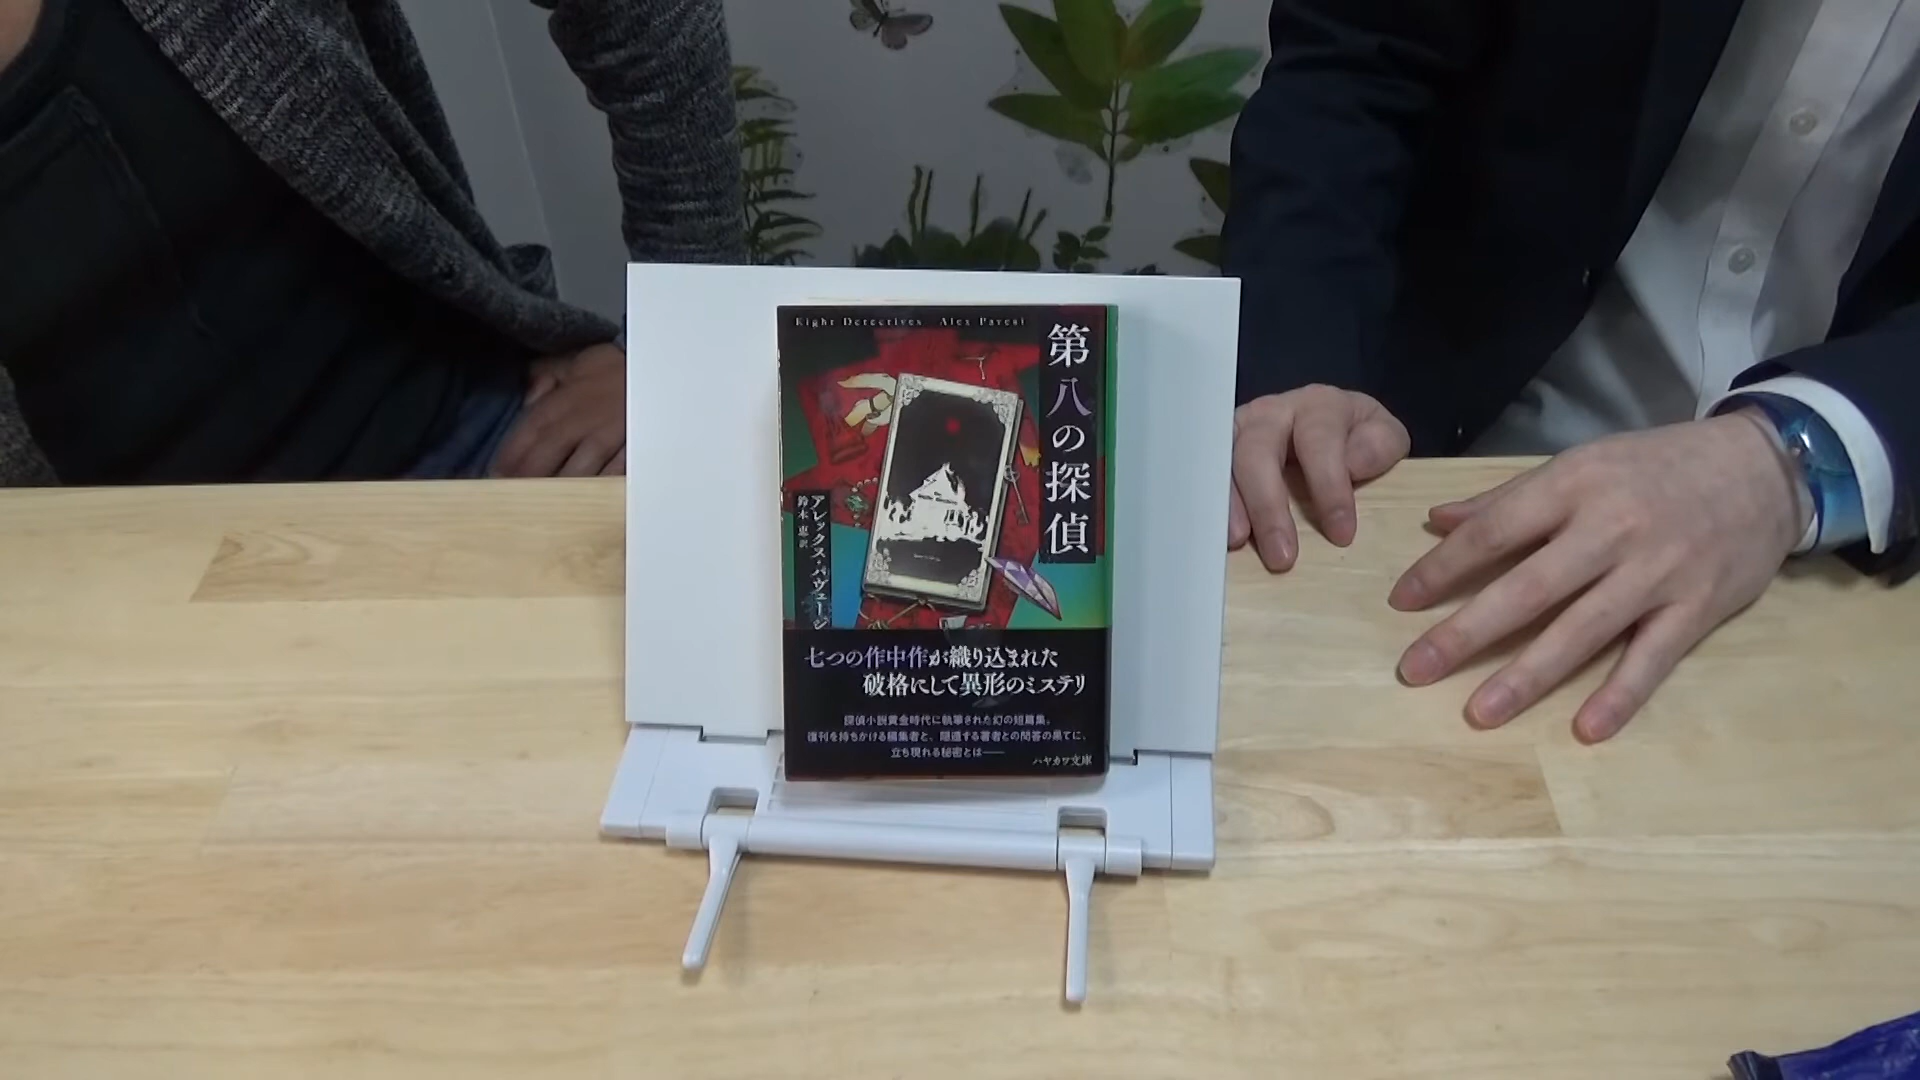 Eight Detectives Alex Pavesi
第八の探偵
アレックス・パヴェージ
鈴木 恵 訳
七つの作中作が織り込まれた
破格にして異形のミステリ
探偵小説黄金時代に執筆された幻の短篇集。
復刊を持ちかける編集者と、隠遁する著者との問答の果てに、
立ち現れる秘密とは──
ハヤカワ文庫